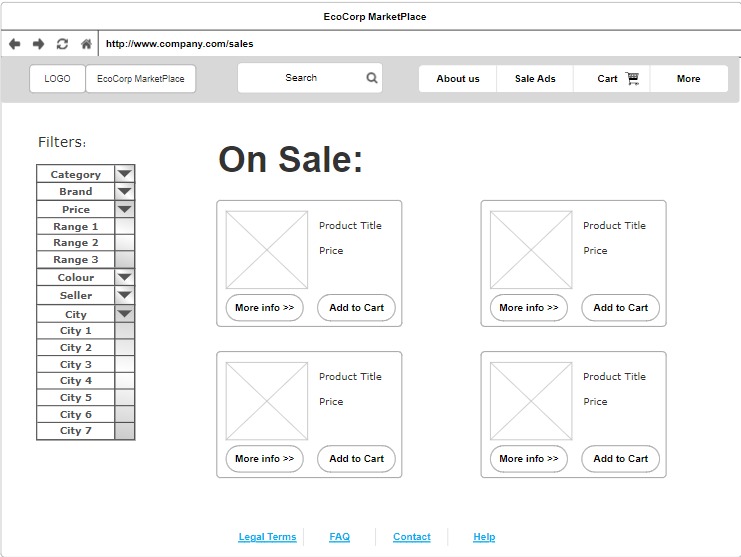 EcoCorp MarketPlace
http://www.company.com/sales
LOGO EcoCorp MarketPlace Search About us Sale Ads Cart More
Filters:
Category
Brand
Price
Range 1
Range 2
Range 3
Colour
Seller
City
City 1
City 2
City 3
City 4
City 5
City 6
City 7
On Sale:
Product Title
Price
More info >> Add to Cart
Product Title
Price
More info >> Add to Cart
Product Title
Price
More info >> Add to Cart
Product Title
Price
More info >> Add to Cart
Legal Terms FAQ Contact Help